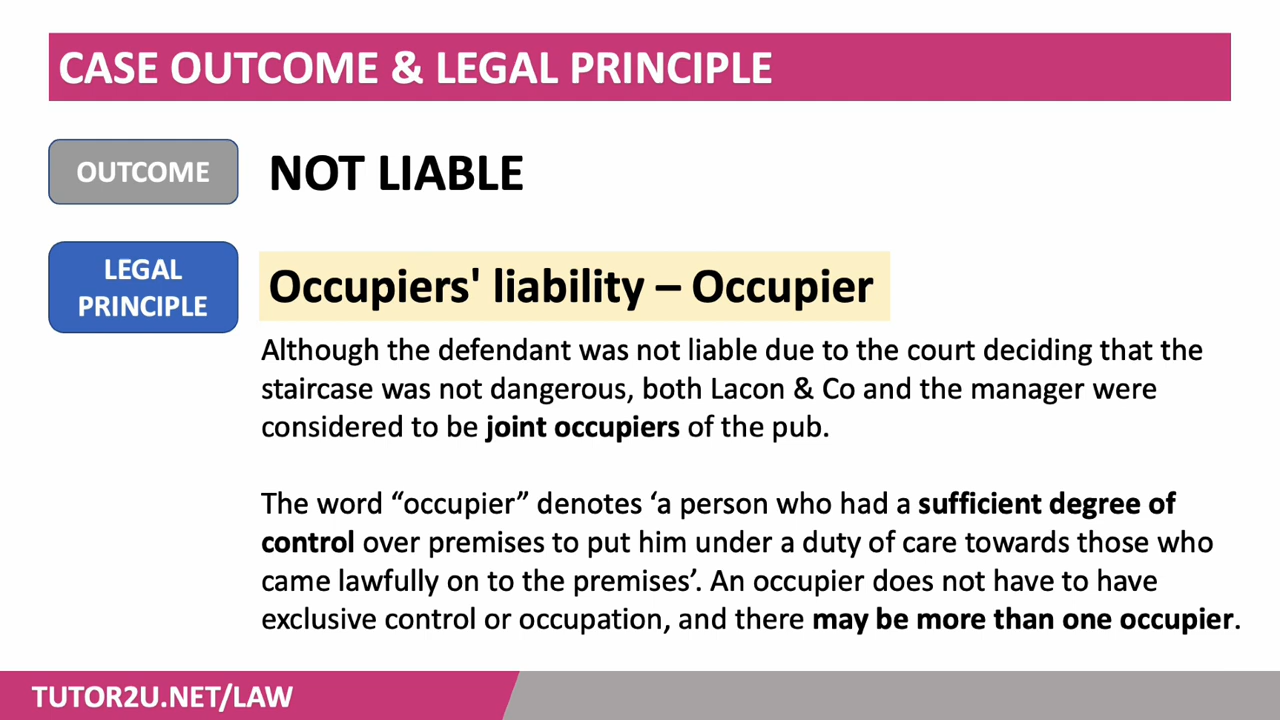 CASE OUTCOME & LEGAL PRINCIPLE
OUTCOME
NOT LIABLE
LEGAL
PRINCIPLE
Occupiers' liability – Occupier
Although the defendant was not liable due to the court deciding that the
staircase was not dangerous, both Lacon & Co and the manager were
considered to be joint occupiers of the pub.
The word “occupier” denotes ‘a person who had a sufficient degree of
control over premises to put him under a duty of care towards those who
came lawfully on to the premises’. An occupier does not have to have
exclusive control or occupation, and there may be more than one occupier.
TUTOR2U.NET/LAW